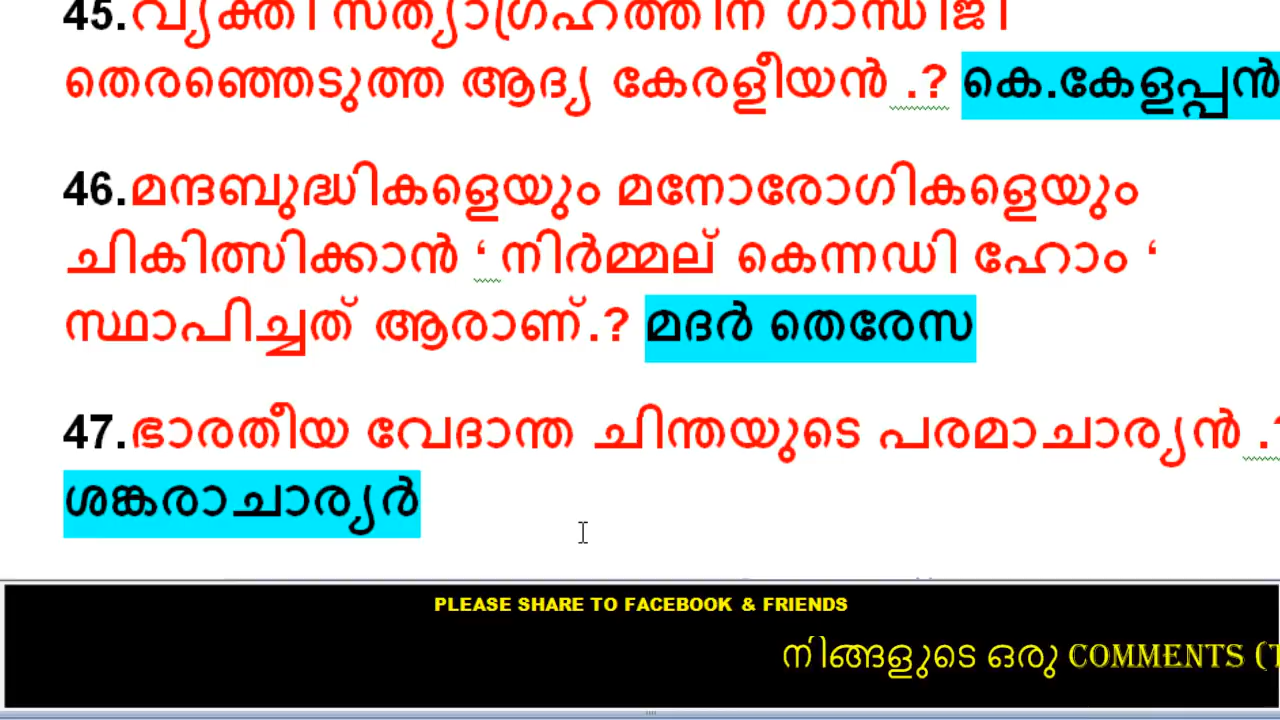 45.വ്യക്തി സത്യാഗ്രഹത്തിന് ഗാന്ധിജി
തെരഞ്ഞെടുത്ത ആദ്യ കേരളീയൻ .? കെ.കേളപ്പൻ
46.മന്ദബുദ്ധികളെയും മനോരോഗികളെയും
ചികിത്സിക്കാൻ ‘ നിർമ്മല് കെന്നഡി ഹോം ‘
സ്ഥാപിച്ചത് ആരാണ്.? മദർ തെരേസ
47.ഭാരതീയ വേദാന്ത ചിന്തയുടെ പരമാചാര്യൻ .?
ശങ്കരാചാര്യർ
PLEASE SHARE TO FACEBOOK & FRIENDS
നിങ്ങളുടെ ഒരു COMMENTS (